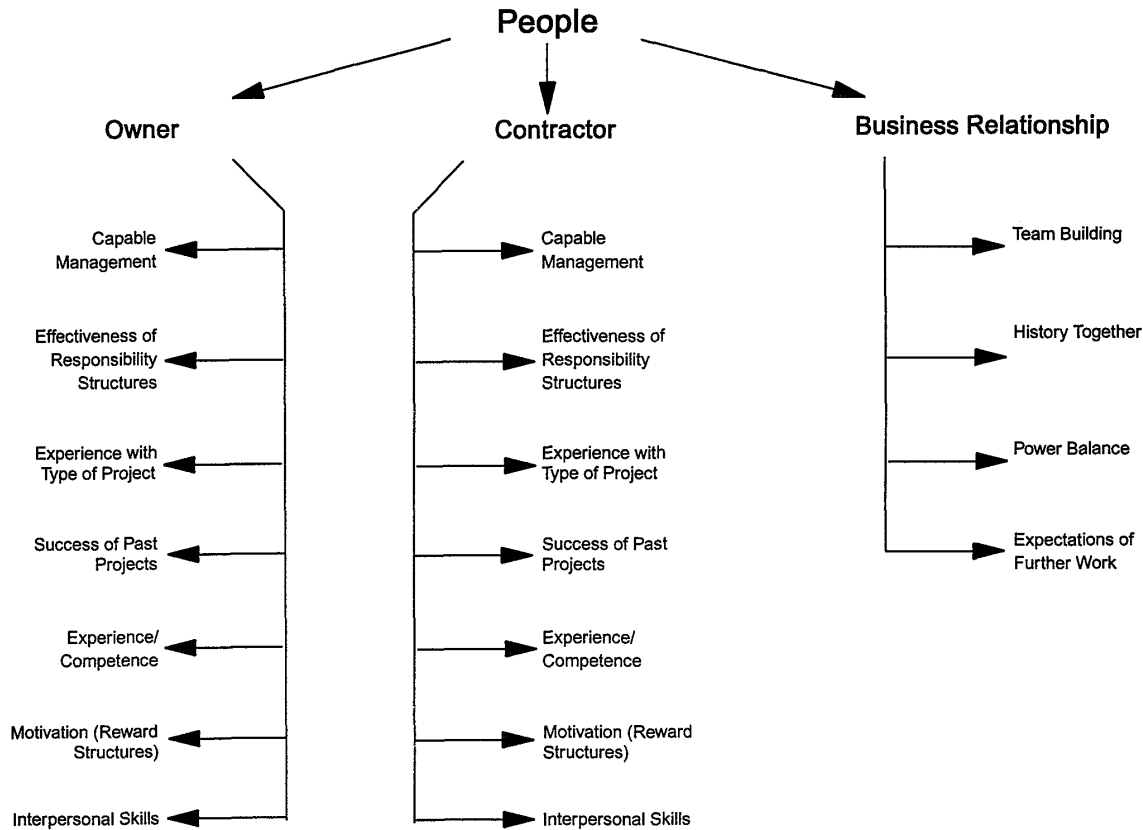 People
Owner
Contractor
Business Relationship
Capable
Management
Effectiveness of
Responsibility
Structures
Experience with
Type of Project
Success of Past
Projects
Experience/
Competence
Motivation (Reward
Structures)
Interpersonal Skills
Capable
Management
Effectiveness of
Responsibility
Structures
Experience with
Type of Project
Success of Past
Projects
Experience/
Competence
Motivation (Reward
Structures)
Interpersonal Skills
Team Building
History Together
Power Balance
Expectations of
Further Work